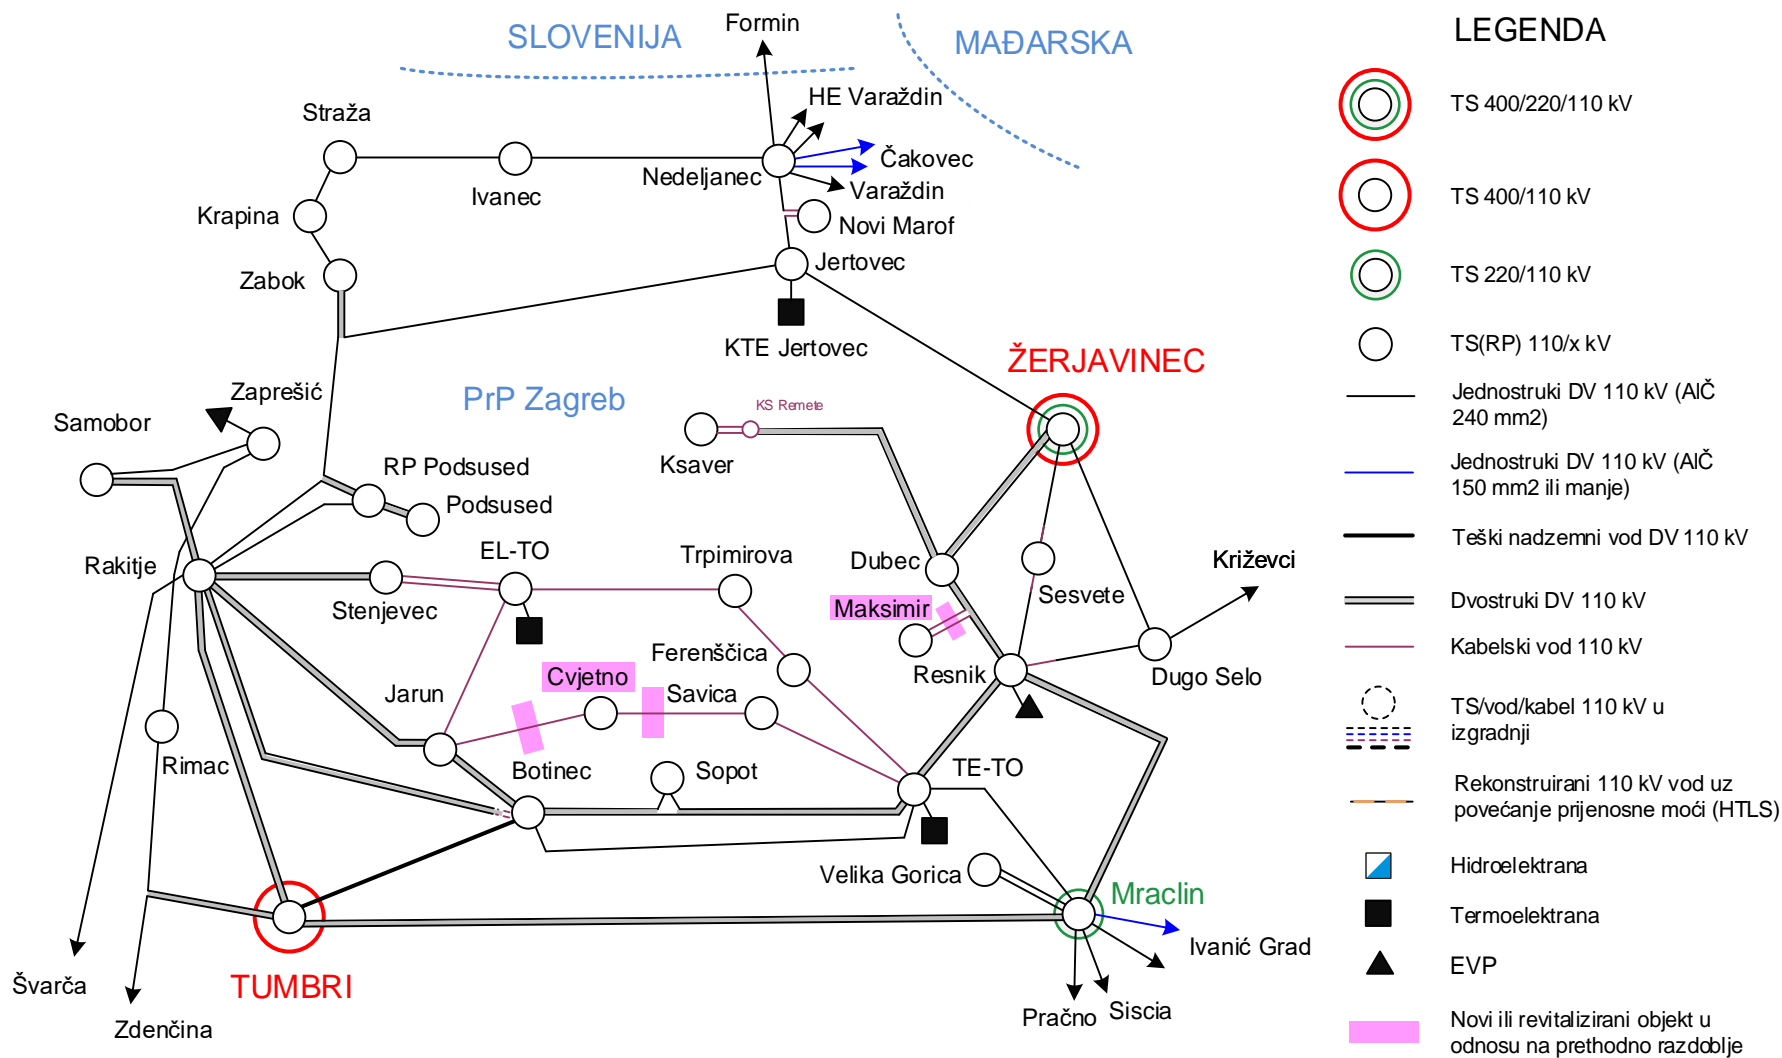 Formin
SLOVENIJA
MAĐARSKA
HE Varaždin
Straža
Čakovec
Nedeljanec
Varaždin
Ivanec
Krapina
Novi Marof
Zabok
Jertovec
KTE Jertovec
ŽERJAVINEC
Zaprešić
PrP Zagreb
KS Remete
Samobor
RP Podsused
Ksaver
Podsused
EL-TO
Trpimirova
Dubec
Križevci
Rakitje
Stenjevec
Maksimir
Sesvete
Ferenščica
Cvjetno
Resnik
Dugo Selo
Jarun
Savica
Rimac
Botinec
Sopot
TE-TO
Velika Gorica
Mraclin
Ivanić Grad
Švarča
TUMBRI
Zdenčina
Pračno
Siscia
LEGENDA
TS 400/220/110 kV
TS 400/110 kV
TS 220/110 kV
TS(RP) 110/x kV
Jednostruki DV 110 kV (AlČ
240 mm2)
Jednostruki DV 110 kV (AlČ
150 mm2 ili manje)
Teški nadzemni vod DV 110 kV
Dvostruki DV 110 kV
Kabelski vod 110 kV
TS/vod/kabel 110 kV u
izgradnji
Rekonstruirani 110 kV vod uz
povećanje prijenosne moći (HTLS)
Hidroelektrana
Termoelektrana
EVP
Novi ili revitalizirani objekt u
odnosu na prethodno razdoblje